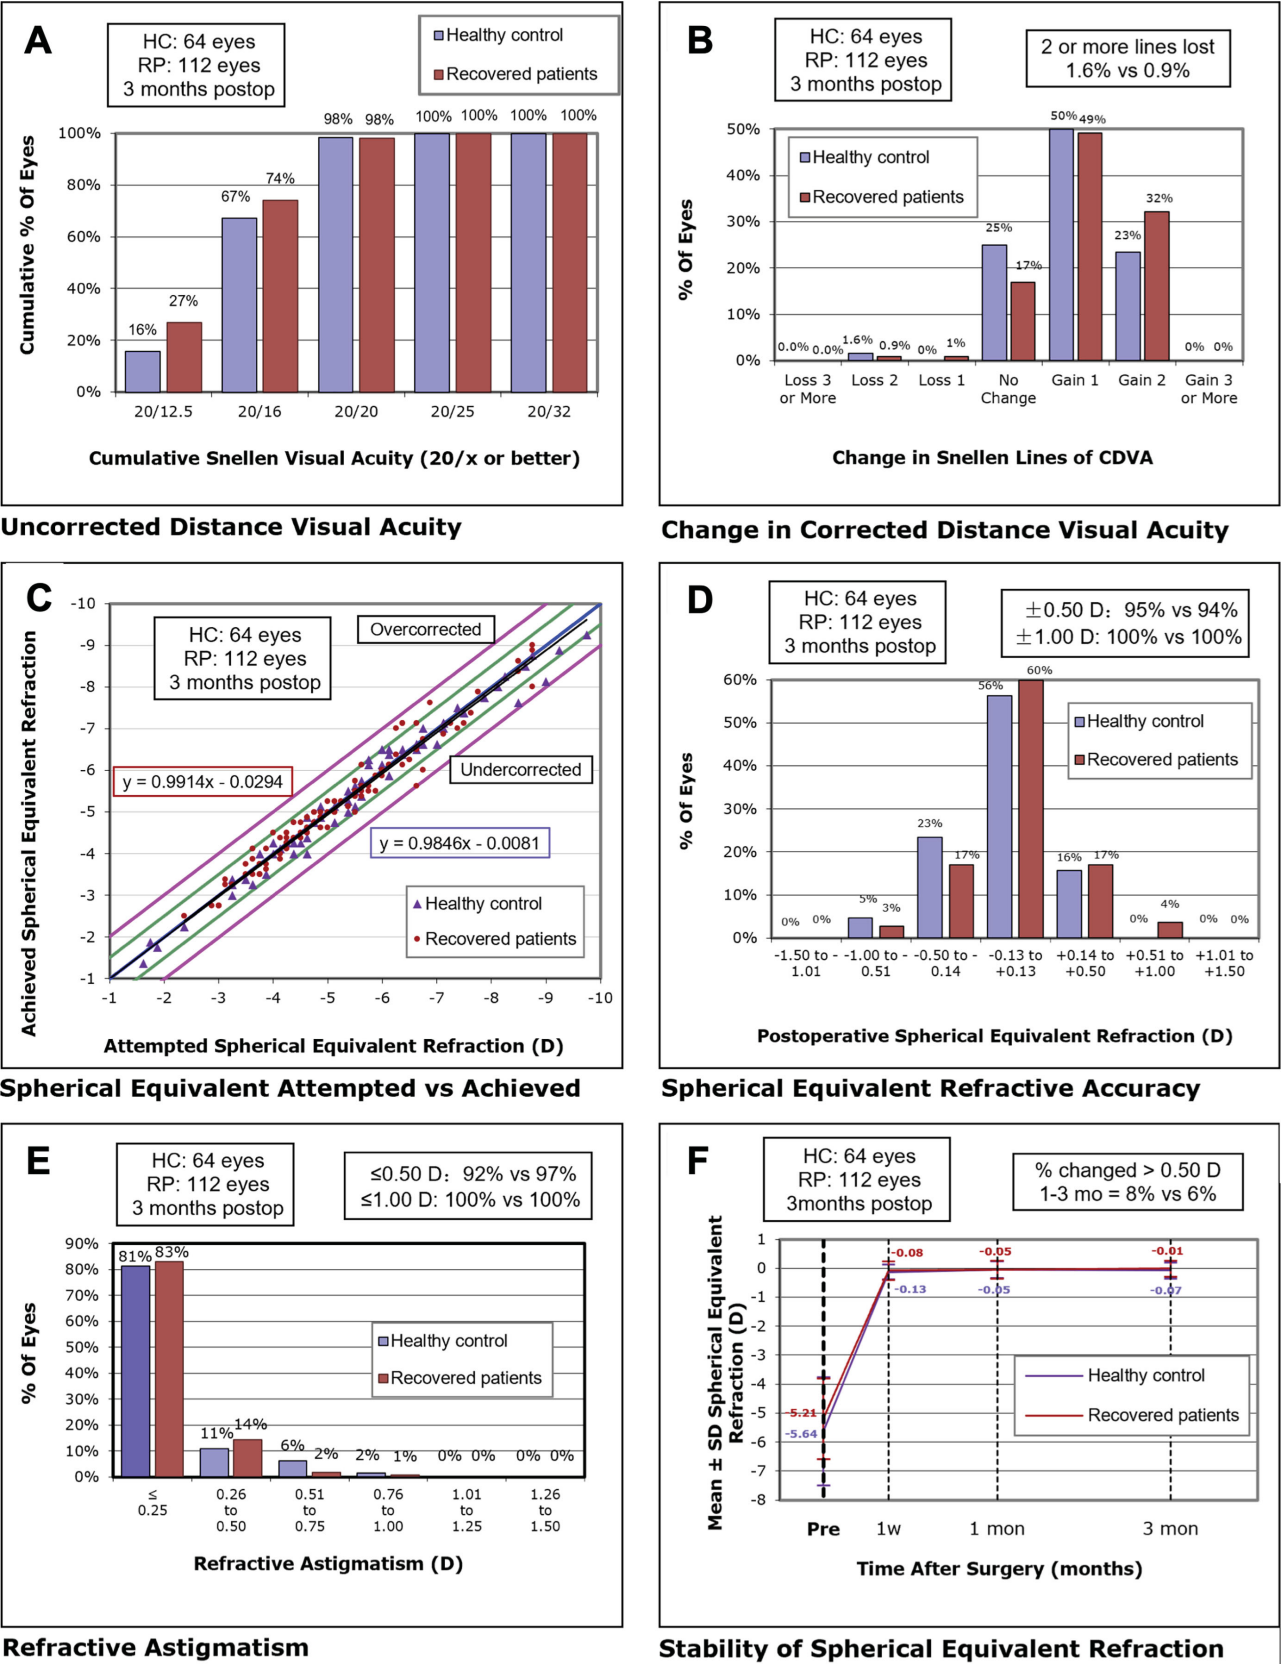 A
HC: 64 eyes
RP: 112 eyes
3 months postop
Healthy control
Recovered patients
Cumulative % Of Eyes
100%
80%
60%
40%
20%
0%
16%
27%
67%
74%
98%
98%
100%
100%
100%
100%
20/12.5
20/16
20/20
20/25
20/32
Cumulative Snellen Visual Acuity (20/x or better)
Uncorrected Distance Visual Acuity
B
HC: 64 eyes
RP: 112 eyes
3 months postop
2 or more lines lost
1.6% vs 0.9%
Healthy control
Recovered patients
% Of Eyes
50%
40%
30%
20%
10%
0%
0.0%
0.0%
1.6%
0.9%
0%
1%
25%
17%
50%
49%
23%
32%
0%
0%
Loss 3
or More
Loss 2
Loss 1
No
Change
Gain 1
Gain 2
Gain 3
or More
Change in Snellen Lines of CDVA
Change in Corrected Distance Visual Acuity
C
HC: 64 eyes
RP: 112 eyes
3 months postop
Overcorrected
Undercorrected
y = 0.9914x - 0.0294
y = 0.9846x - 0.0081
Healthy control
Recovered patients
Achieved Spherical Equivalent Refraction
-10
-9
-8
-7
-6
-5
-4
-3
-2
-1
-1
-2
-3
-4
-5
-6
-7
-8
-9
-10
Attempted Spherical Equivalent Refraction (D)
Spherical Equivalent Attempted vs Achieved
D
HC: 64 eyes
RP: 112 eyes
3 months postop
±0.50 D: 95% vs 94%
±1.00 D: 100% vs 100%
Healthy control
Recovered patients
% Of Eyes
60%
50%
40%
30%
20%
10%
0%
0%
0%
5%
3%
23%
17%
56%
60%
16%
17%
0%
4%
0%
0%
-1.50 to -
1.01
-1.00 to -
0.51
-0.50 to -
0.14
-0.13 to
+0.13
+0.14 to
+0.50
+0.51 to
+1.00
+1.01 to
+1.50
Postoperative Spherical Equivalent Refraction (D)
Spherical Equivalent Refractive Accuracy
E
HC: 64 eyes
RP: 112 eyes
3 months postop
≤0.50 D: 92% vs 97%
≤1.00 D: 100% vs 100%
Healthy control
Recovered patients
% Of Eyes
90%
80%
70%
60%
50%
40%
30%
20%
10%
0%
81%
83%
11%
14%
6%
2%
2%
1%
0%
0%
0%
0%
≤
0.25
0.26
to
0.50
0.51
to
0.75
0.76
to
1.00
1.01
to
1.25
1.26
to
1.50
Refractive Astigmatism (D)
Refractive Astigmatism
F
HC: 64 eyes
RP: 112 eyes
3months postop
% changed > 0.50 D
1-3 mo = 8% vs 6%
Healthy control
Recovered patients
Mean ± SD Spherical Equivalent
Refraction (D)
1
0
-1
-2
-3
-4
-5
-6
-7
-8
-5.21
-5.64
-0.08
-0.13
-0.05
-0.05
-0.01
-0.07
Pre
1w
1 mon
3 mon
Time After Surgery (months)
Stability of Spherical Equivalent Refraction